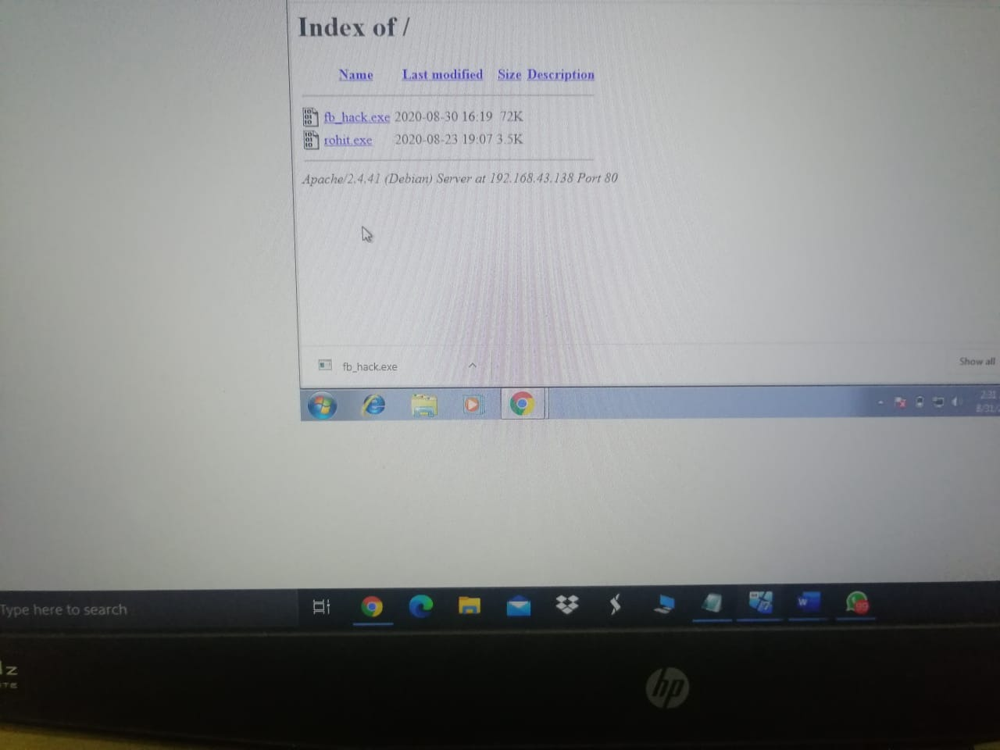 Index of /
Name Last modified Size Description
fb_hack.exe 2020-08-30 16:19 72K
rohit.exe 2020-08-23 19:07 3.5K
Apache/2.4.41 (Debian) Server at 192.168.43.138 Port 80
fb_hack.exe
Show all
2:31
8/31/
Type here to search
99
hp